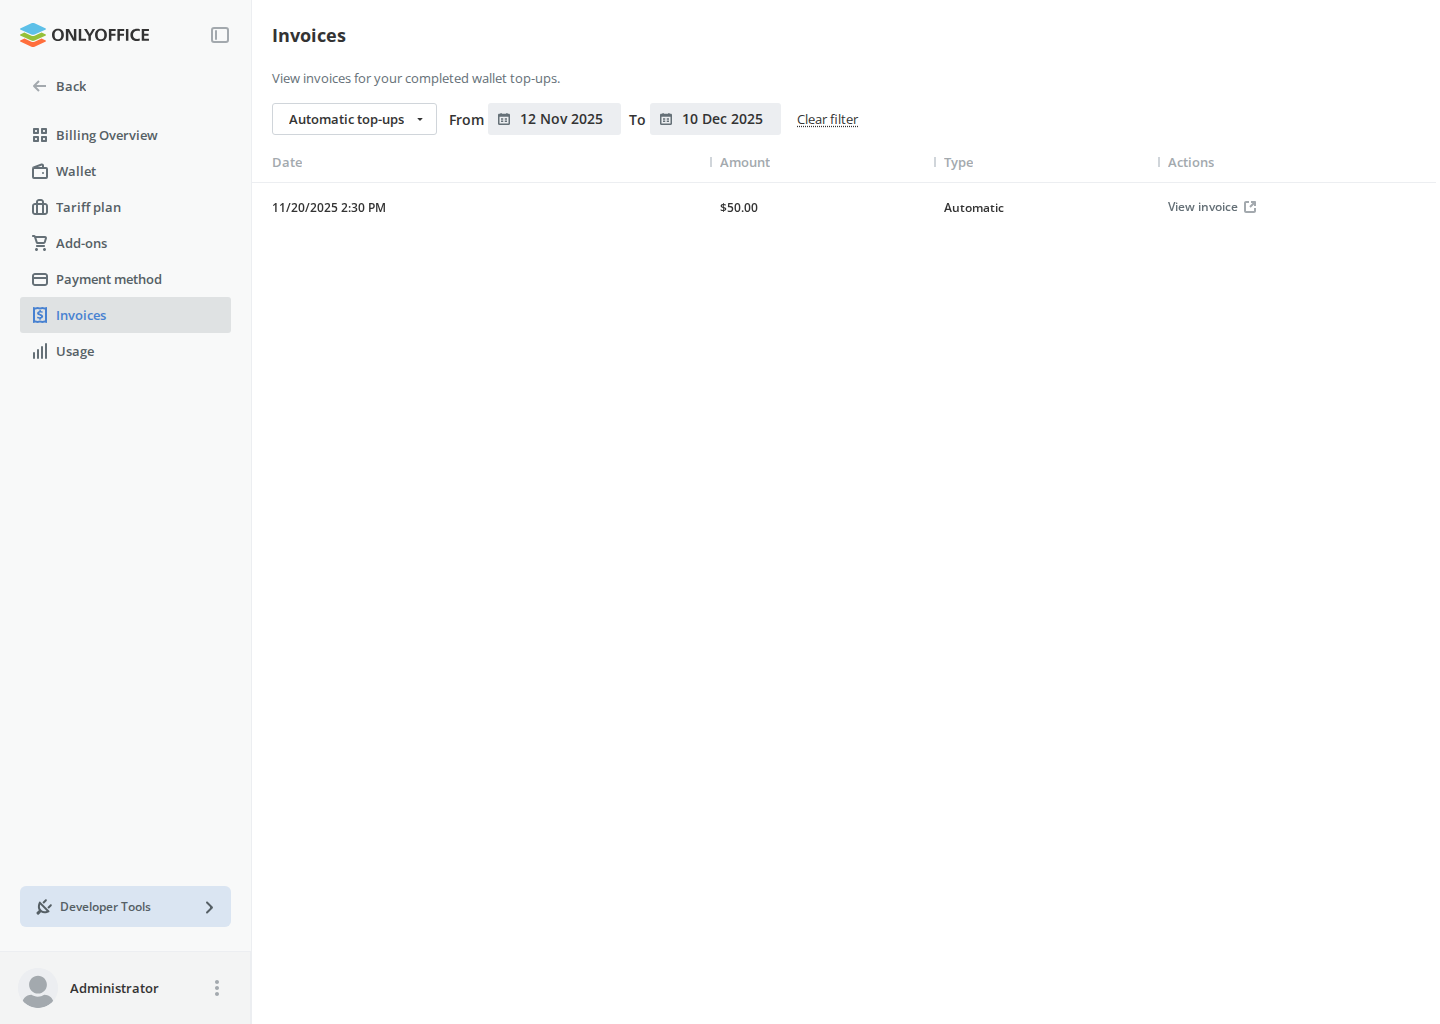 ONLYOFFICE
Back
Billing Overview
Wallet
Tariff plan
Add-ons
Payment method
Invoices
Usage
Developer Tools
Administrator
Invoices
View invoices for your completed wallet top-ups.
Automatic top-ups From 12 Nov 2025 To 10 Dec 2025 Clear filter
Date Amount Type Actions
11/20/2025 2:30 PM $50.00 Automatic View invoice